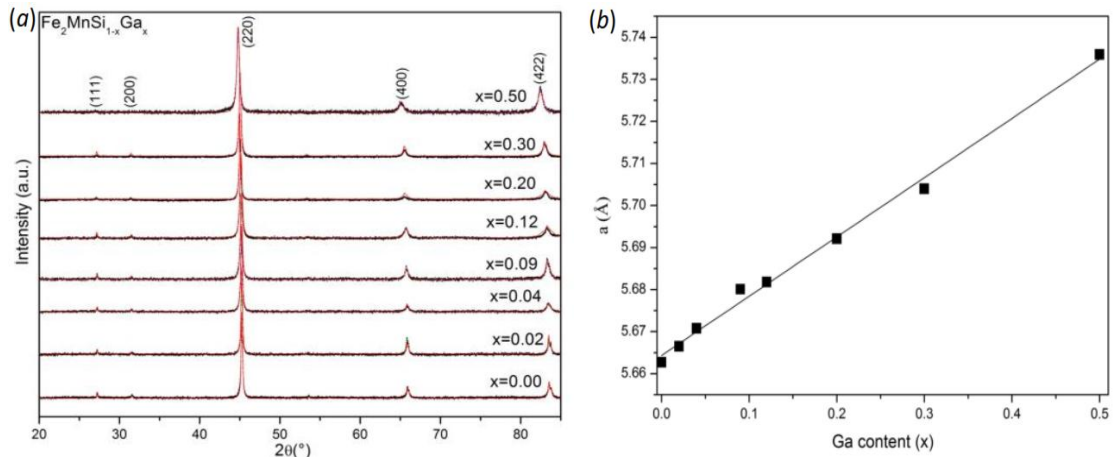 (a)
Fe₂MnSi₁₋ₓGaₓ
(111)
(200)
(220)
(400)
(422)
x=0.50
x=0.30
x=0.20
x=0.12
x=0.09
x=0.04
x=0.02
x=0.00
Intensity (a.u.)
20 30 40 50 60 70 80
2θ(°)
(b)
5.74
5.73
5.72
5.71
5.70
5.69
5.68
5.67
5.66
a (Å)
0.0 0.1 0.2 0.3 0.4 0.5
Ga content (x)